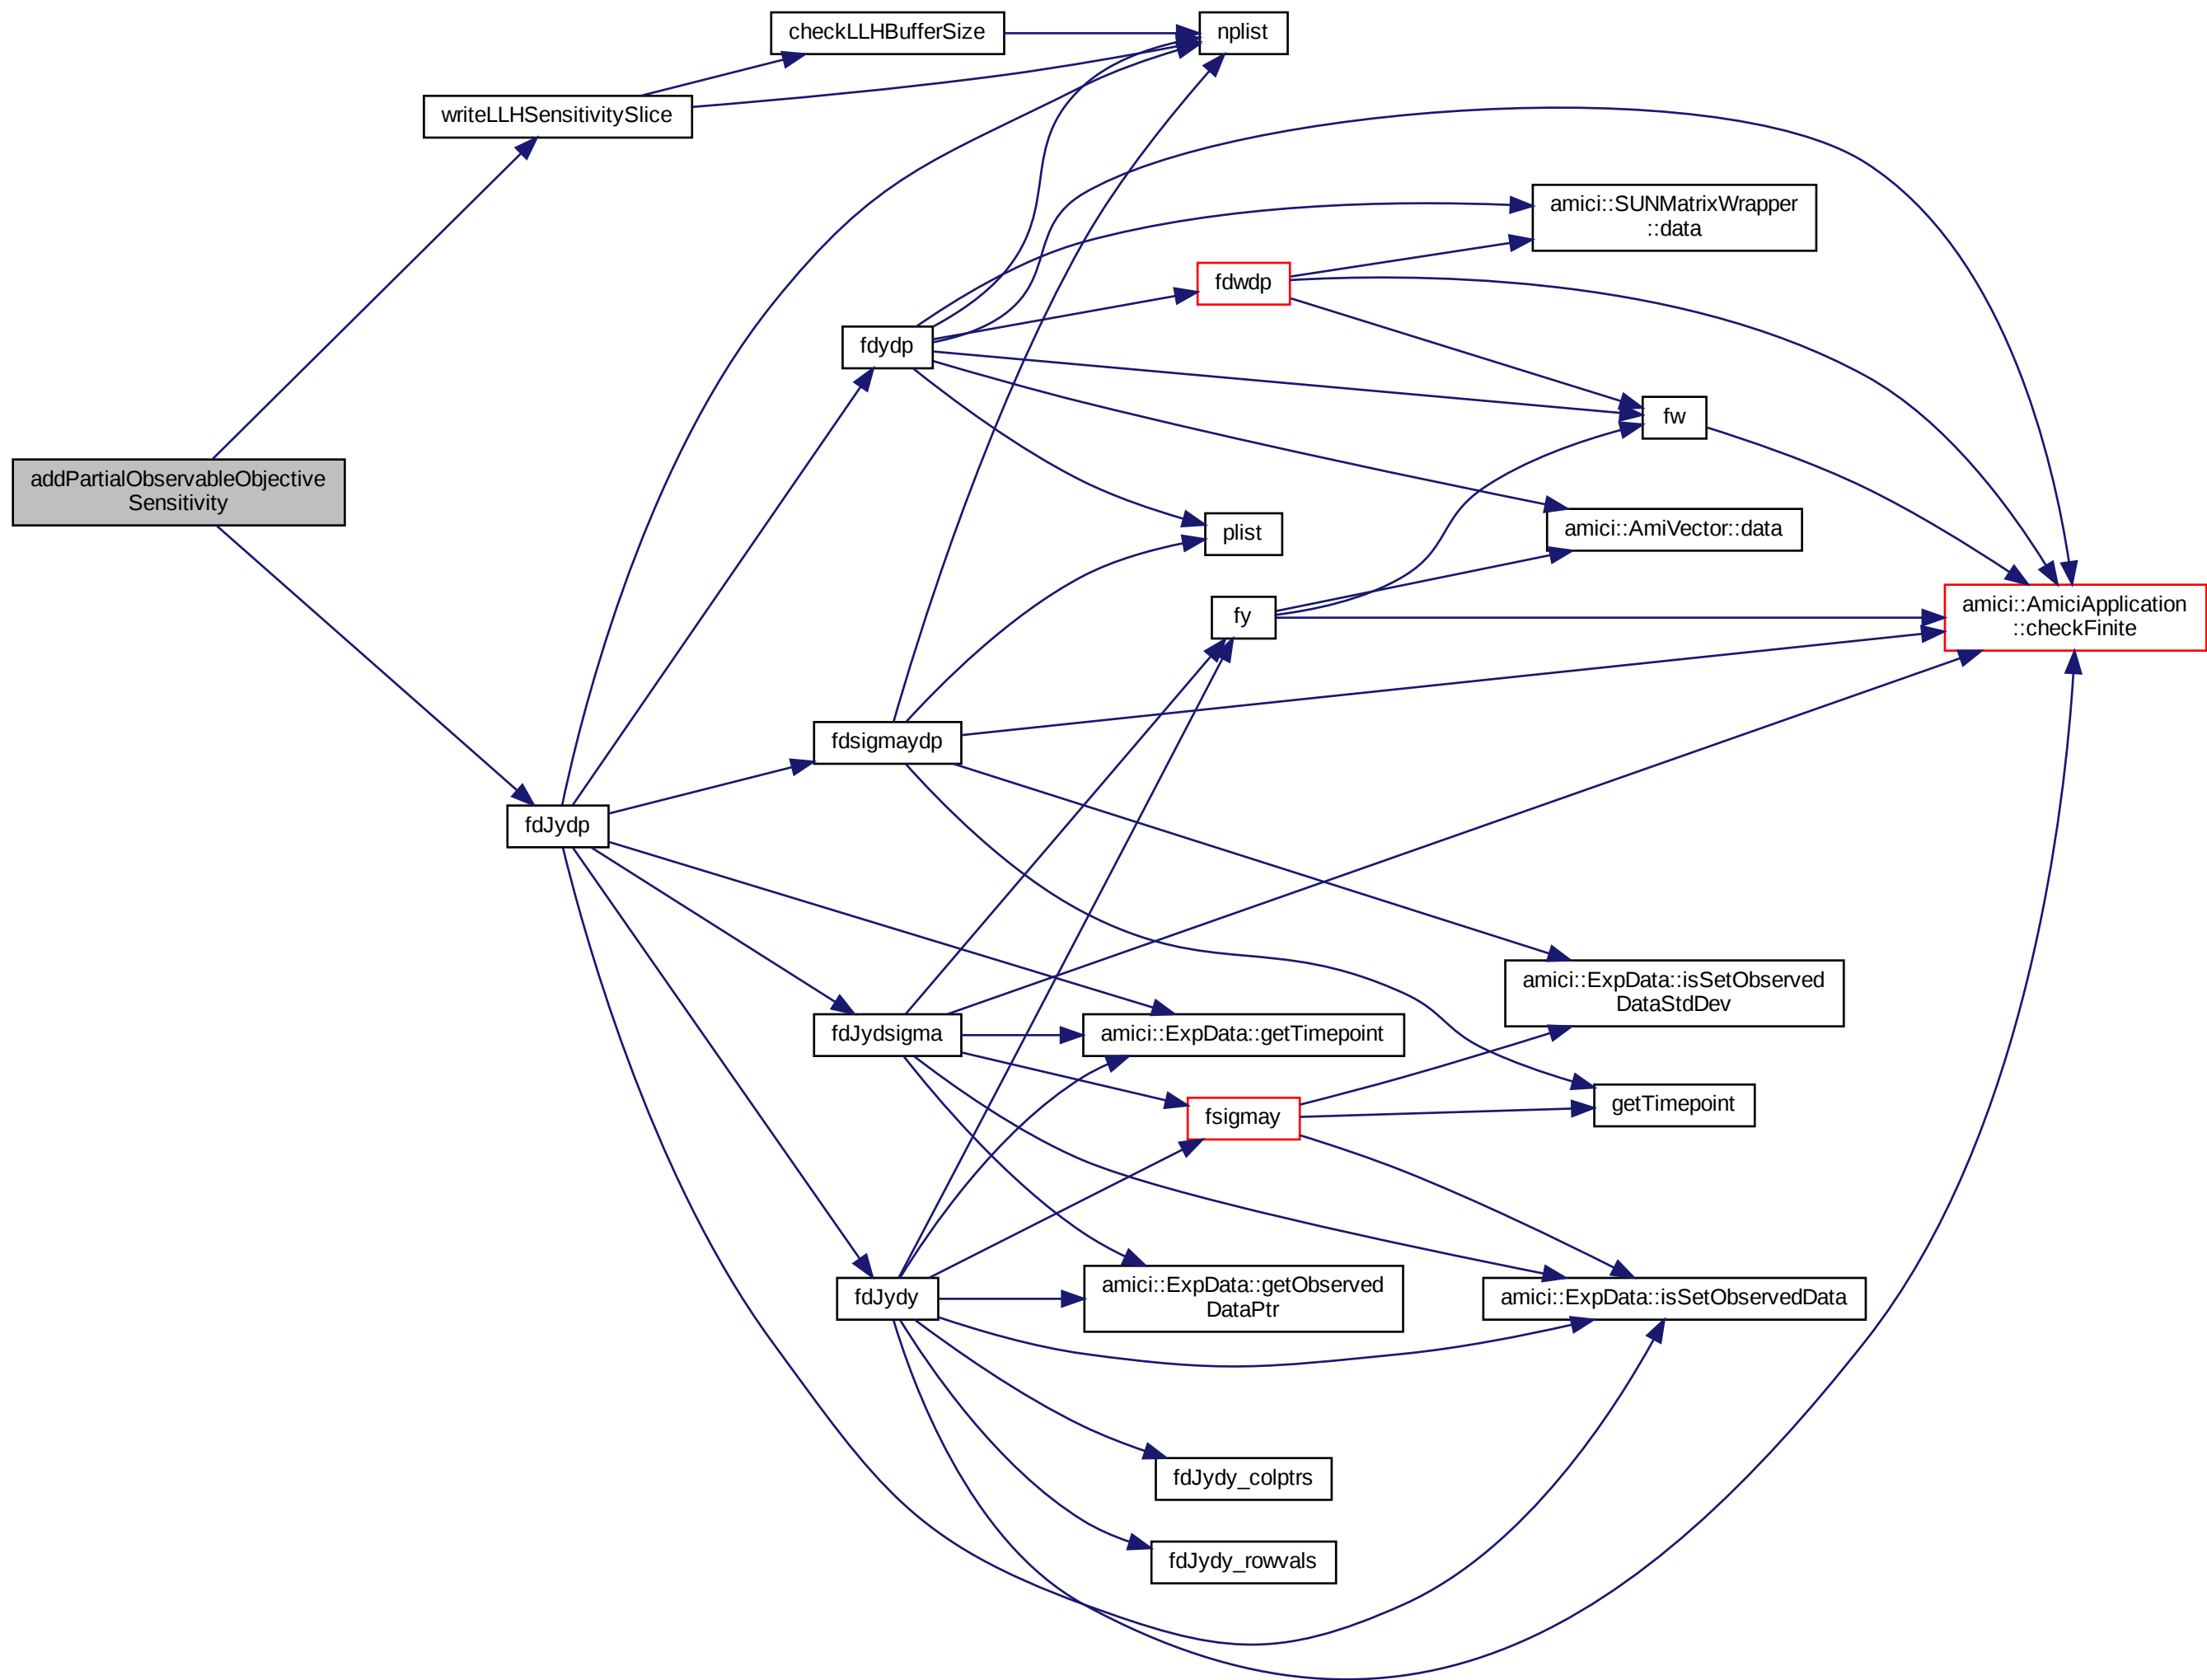 checkLLHBufferSize
nplist
writeLLHSensitivitySlice
amici::SUNMatrixWrapper
::data
fdwdp
fdydp
fw
addPartialObservableObjective
Sensitivity
plist
amici::AmiVector::data
fy
amici::AmiciApplication
::checkFinite
fdsigmaydp
fdJydp
amici::ExpData::isSetObserved
DataStdDev
fdJydsigma
amici::ExpData::getTimepoint
fsigmay
getTimepoint
fdJydy
amici::ExpData::getObserved
DataPtr
amici::ExpData::isSetObservedData
fdJydy_colptrs
fdJydy_rowvals